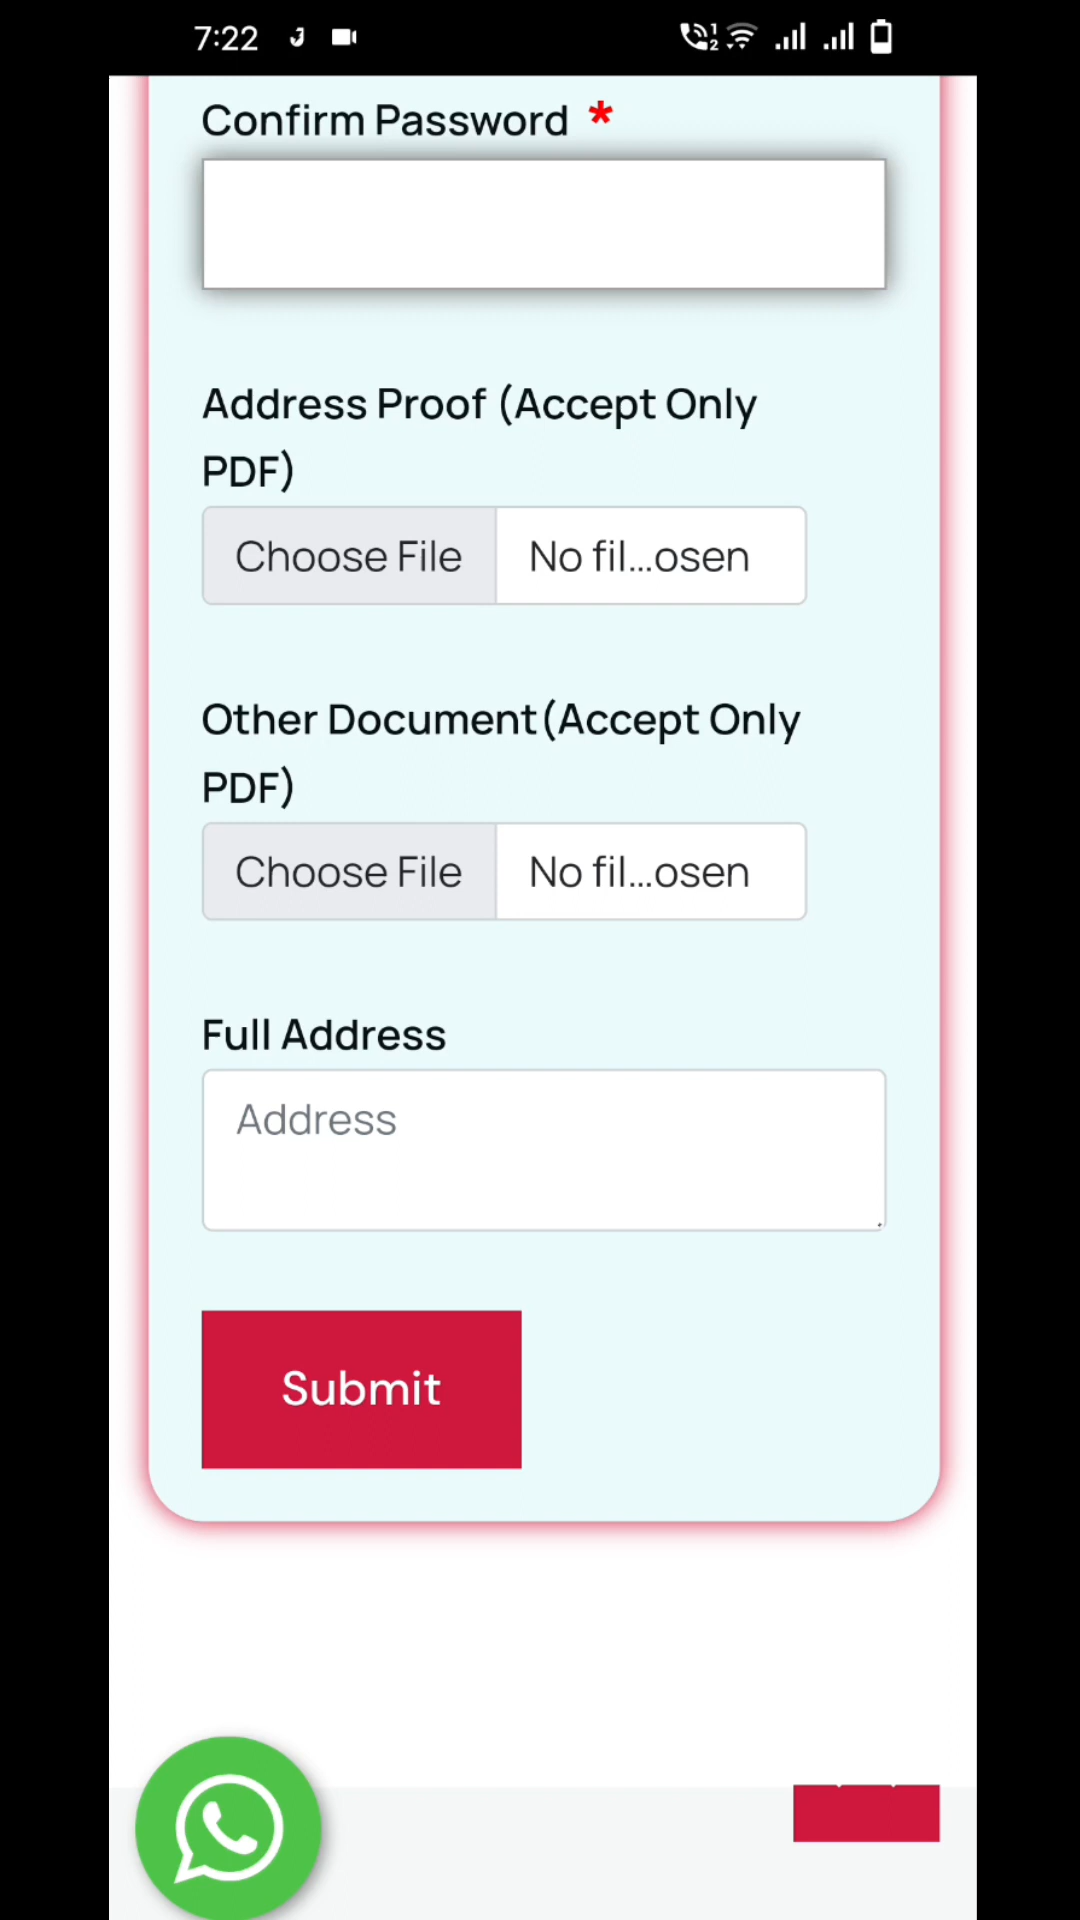 7:22
Confirm Password *
Address Proof (Accept Only
PDF)
Choose File No fil...osen
Other Document(Accept Only
PDF)
Choose File No fil...osen
Full Address
Address
Submit